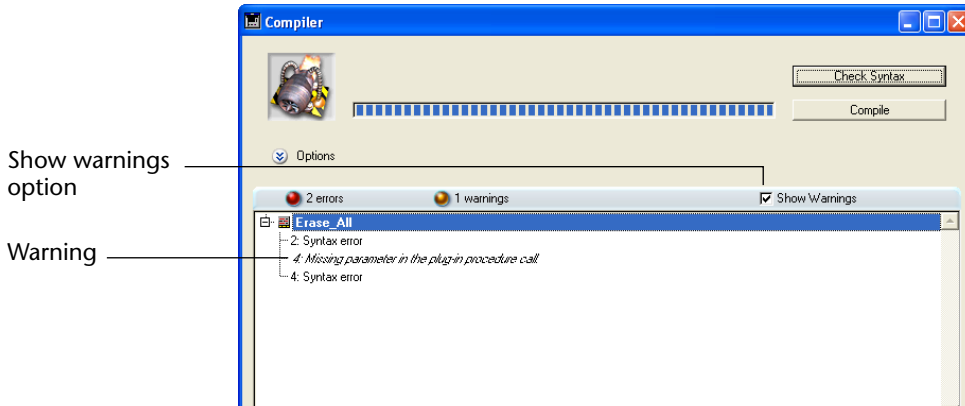 Compiler
Check Syntax
Compile
Show warnings
option
Options
2 errors
1 warnings
Show Warnings
Erase_All
2: Syntax error
Warning
4: Missing parameter in the plug-in procedure call.
4: Syntax error